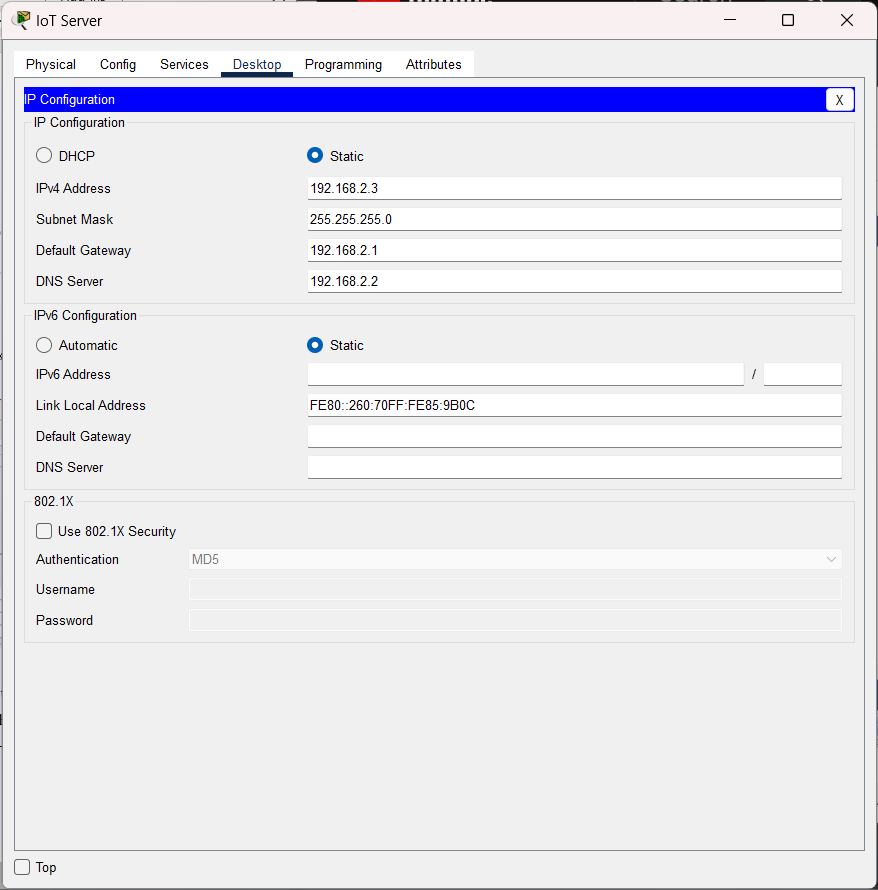 IoT Server
Physical Config Services Desktop Programming Attributes
IP Configuration X
IP Configuration
DHCP Static
IPv4 Address 192.168.2.3
Subnet Mask 255.255.255.0
Default Gateway 192.168.2.1
DNS Server 192.168.2.2
IPv6 Configuration
Automatic Static
IPv6 Address /
Link Local Address FE80::260:70FF:FE85:9B0C
Default Gateway
DNS Server
802.1X
Use 802.1X Security
Authentication MD5
Username
Password
Top